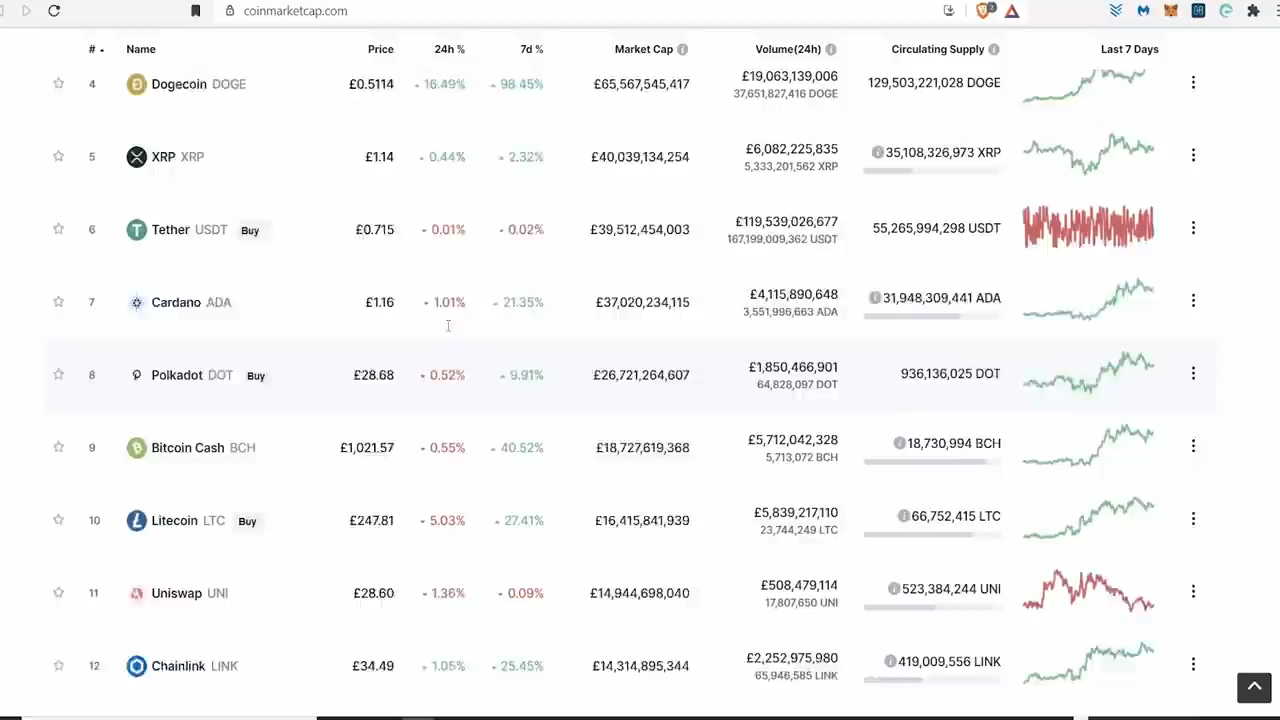 coinmarketcap.com
# Name Price 24h % 7d % Market Cap Volume(24h) Circulating Supply Last 7 Days
4 Dogecoin DOGE £0.5114 16.49% 98.45% £65,567,545,417 £19,063,139,006 129,503,221,028 DOGE
37,651,827,416 DOGE
5 XRP XRP £1.14 0.44% 2.32% £40,039,134,254 £6,082,225,835 35,108,326,973 XRP
5,333,201,562 XRP
6 Tether USDT Buy £0.715 0.01% 0.02% £39,512,454,003 £119,539,026,677 55,265,994,298 USDT
167,199,009,362 USDT
7 Cardano ADA £1.16 1.01% 21.35% £37,020,234,115 £4,115,890,648 31,948,309,441 ADA
3,551,996,663 ADA
8 Polkadot DOT Buy £28.68 0.52% 9.91% £26,721,264,607 £1,850,466,901 936,136,025 DOT
64,828,097 DOT
9 Bitcoin Cash BCH £1,021.57 0.55% 40.52% £18,727,619,368 £5,712,042,328 18,730,994 BCH
5,713,072 BCH
10 Litecoin LTC Buy £247.81 5.03% 27.41% £16,415,841,939 £5,839,217,110 66,752,415 LTC
23,744,249 LTC
11 Uniswap UNI £28.60 1.36% 0.09% £14,944,698,040 £508,479,114 523,384,244 UNI
17,807,650 UNI
12 Chainlink LINK £34.49 1.05% 25.45% £14,314,895,344 £2,252,975,980 419,009,556 LINK
65,946,585 LINK